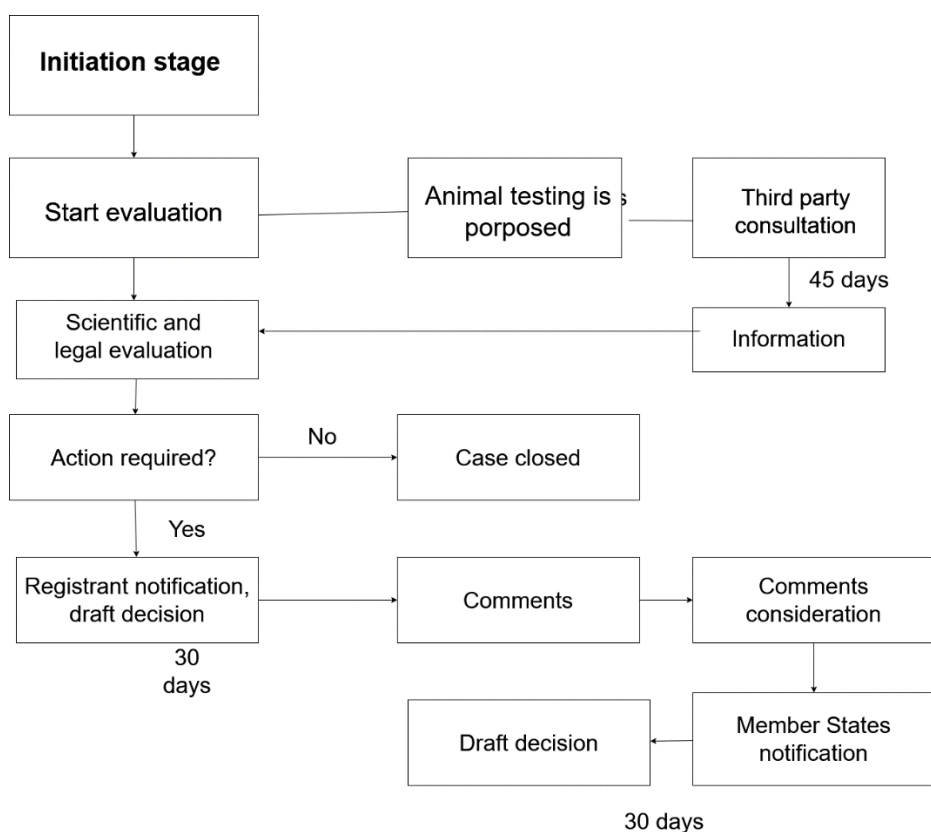 Initiation stage
Start evaluation
Animal testing is
porposed
s
Third party
consultation
45 days
Scientific and
legal evaluation
Information
Action required?
No
Case closed
Yes
Registrant notification,
draft decision
Comments
Comments
consideration
30
days
Draft decision
Member States
notification
30 days